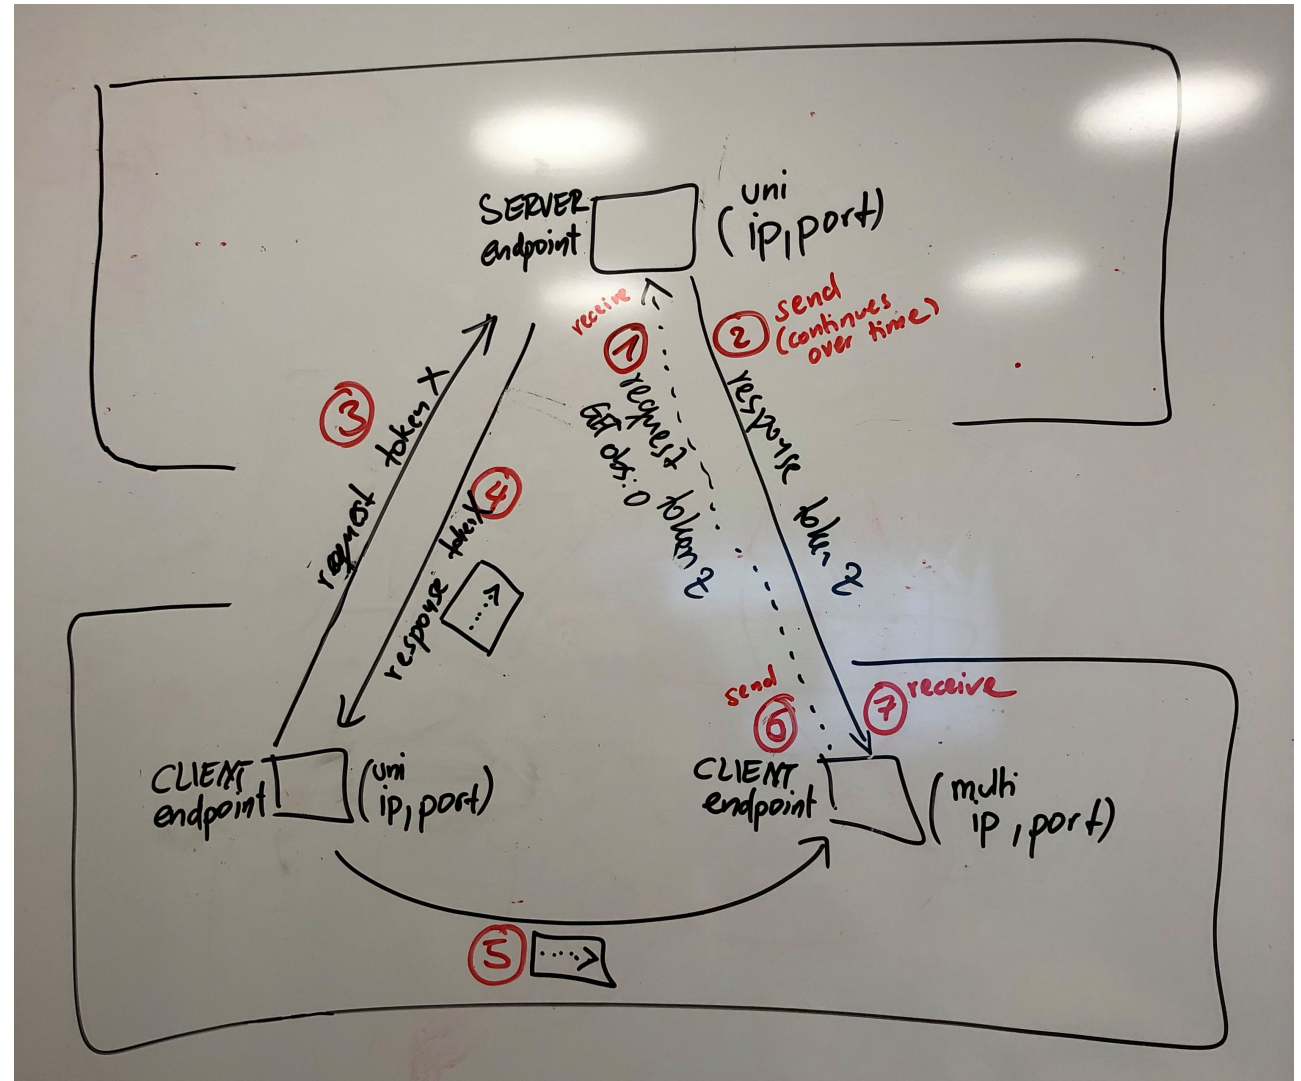 SERVER
endpoint
uni
(ip, port)
receive
1
request token z
GET obs:0
2
send
(continues
over time)
response token z
3
request token X
4
response token X
send
6
7
receive
CLIENT
endpoint
(uni
ip, port)
CLIENT
endpoint
(multi
ip, port)
5